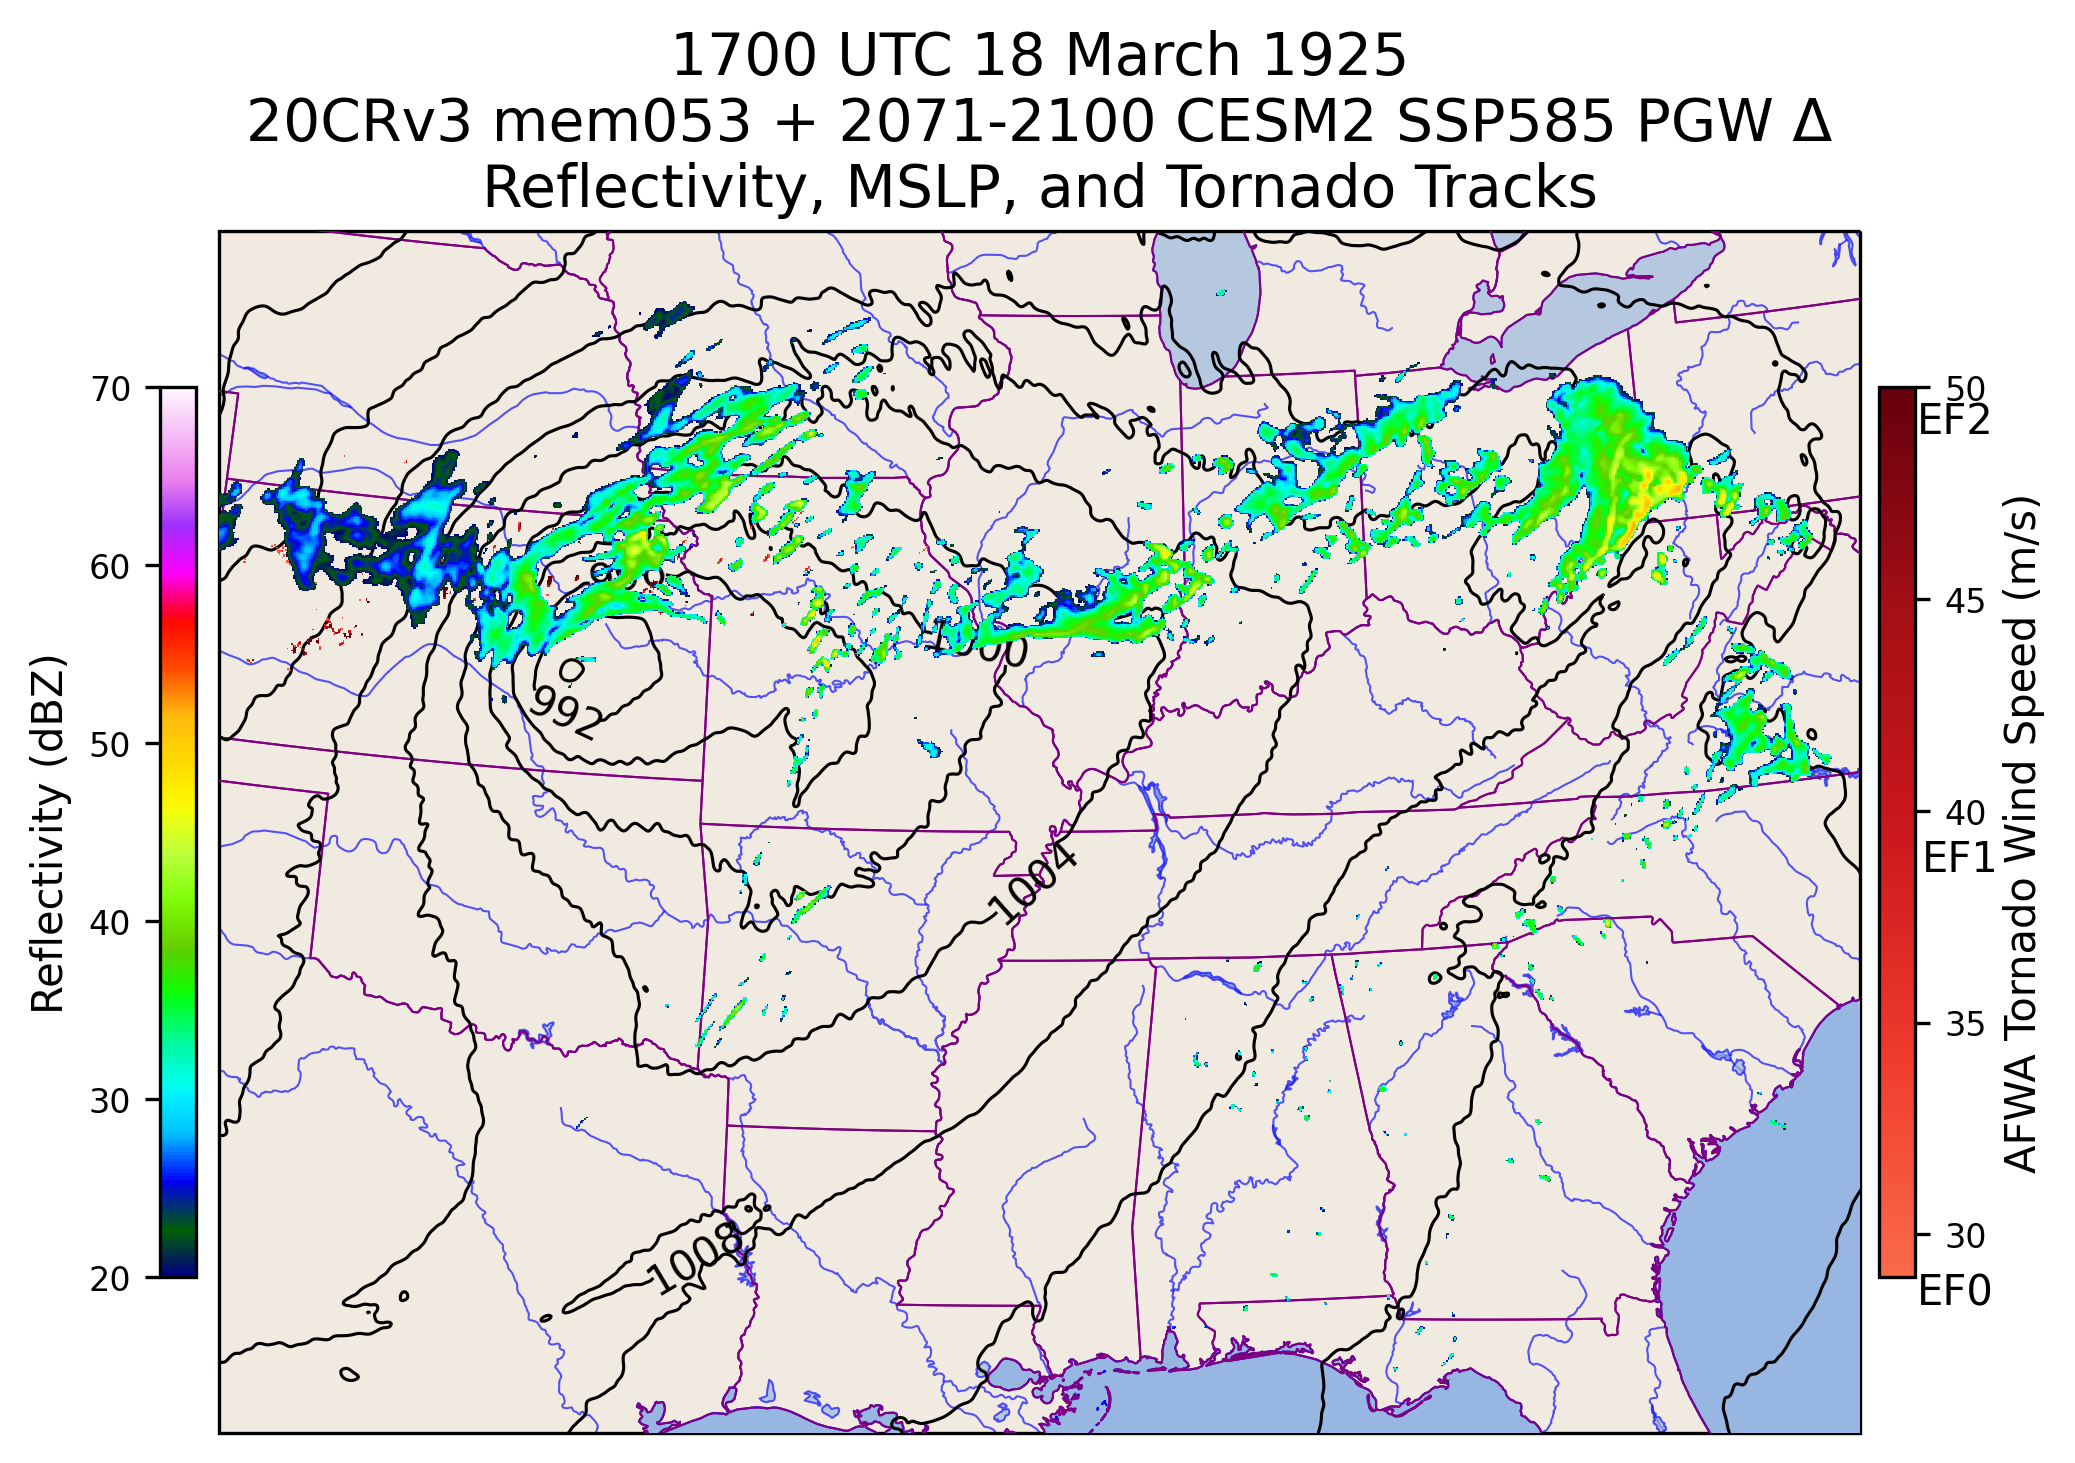 1700 UTC 18 March 1925
20CRv3 mem053 + 2071-2100 CESM2 SSP585 PGW Δ
Reflectivity, MSLP, and Tornado Tracks
70
60
50
40
30
20
Reflectivity (dBZ)
992
1004
1008
50
EF2
45
40
EF1
35
30
EF0
AFWA Tornado Wind Speed (m/s)